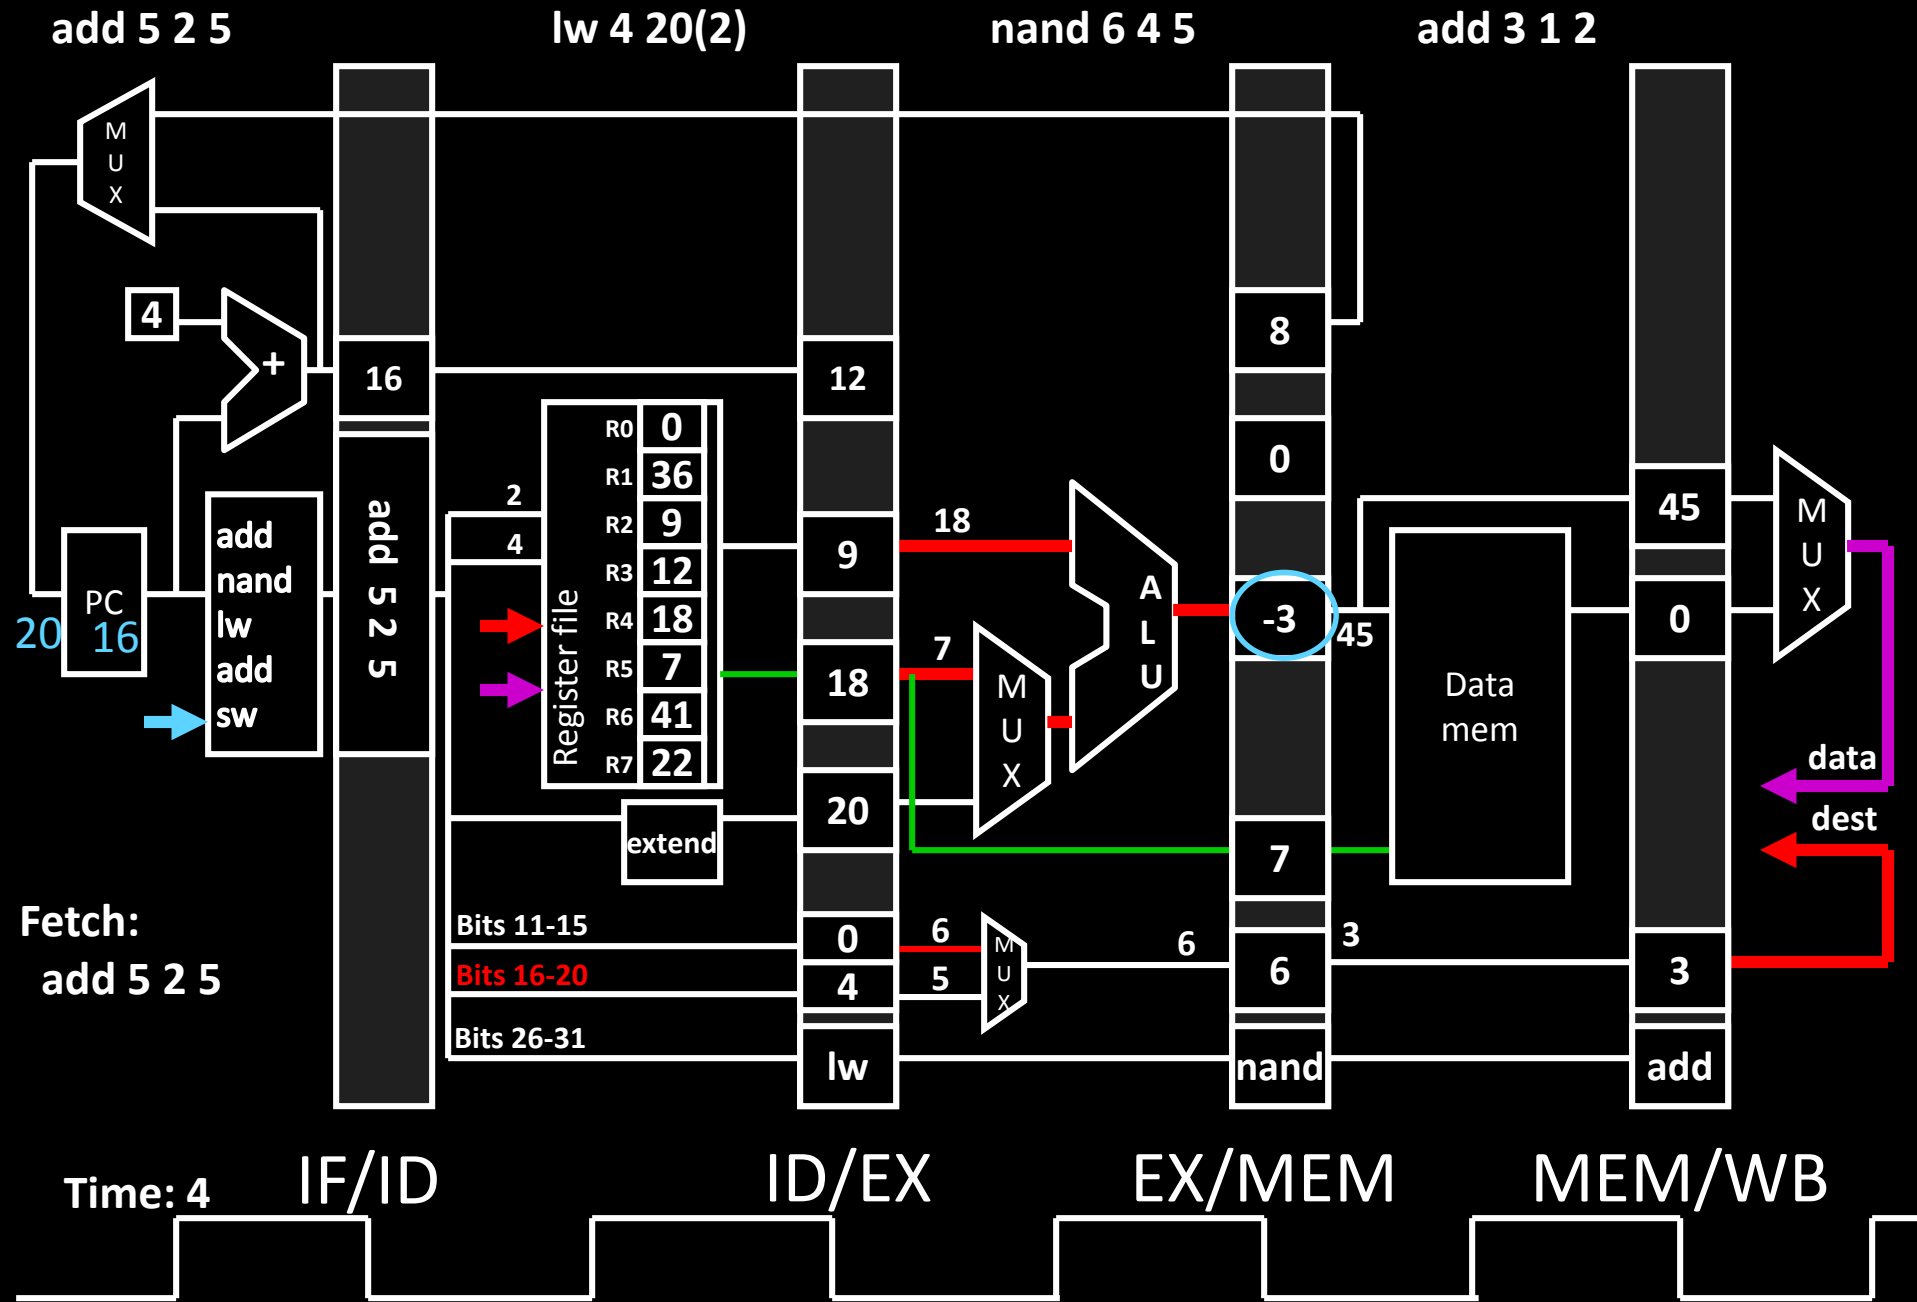 add 5 2 5
lw 4 20(2)
nand 6 4 5
add 3 1 2
M
U
X
4
+
16
12
8
0
R0 0
R1 36
R2 9
R3 12
R4 18
R5 7
R6 41
R7 22
Register file
2
4
add 5 2 5
PC
20
16
add
nand
lw
add
sw
9
18
20
18
7
M
U
X
A
L
U
-3
45
Data
mem
45
0
M
U
X
data
dest
extend
7
Fetch:
add 5 2 5
Bits 11-15
Bits 16-20
Bits 26-31
0
4
lw
6
5
M
U
X
6
6
nand
3
3
add
Time: 4
IF/ID
ID/EX
EX/MEM
MEM/WB